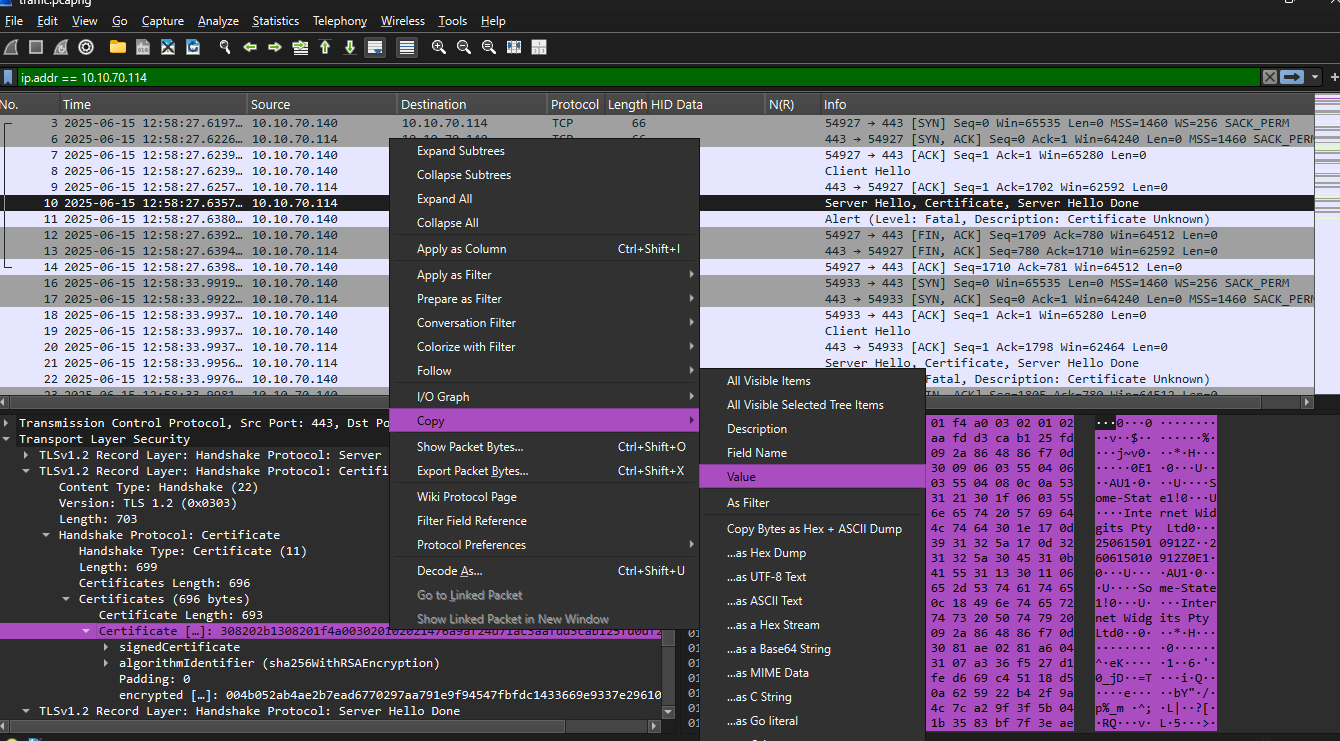 traffic.pcapng
File Edit View Go Capture Analyze Statistics Telephony Wireless Tools Help
ip.addr == 10.10.70.114
No. Time Source Destination Protocol Length HID Data N(R) Info
3 2025-06-15 12:58:27.6197… 10.10.70.140 10.10.70.114 TCP 66 54927 → 443 [SYN] Seq=0 Win=65535 Len=0 MSS=1460 WS=256 SACK_PERM
6 2025-06-15 12:58:27.6226… 10.10.70.114 10.10.70.140 TCP 66 443 → 54927 [SYN, ACK] Seq=0 Ack=1 Win=64240 Len=0 MSS=1460 SACK_PERM
7 2025-06-15 12:58:27.6239… 10.10.70.140 54927 → 443 [ACK] Seq=1 Ack=1 Win=65280 Len=0
8 2025-06-15 12:58:27.6239… 10.10.70.140 Client Hello
9 2025-06-15 12:58:27.6257… 10.10.70.114 443 → 54927 [ACK] Seq=1 Ack=1702 Win=62592 Len=0
10 2025-06-15 12:58:27.6357… 10.10.70.114 Server Hello, Certificate, Server Hello Done
11 2025-06-15 12:58:27.6380… 10.10.70.140 Alert (Level: Fatal, Description: Certificate Unknown)
12 2025-06-15 12:58:27.6392… 10.10.70.140 54927 → 443 [FIN, ACK] Seq=1709 Ack=780 Win=64512 Len=0
13 2025-06-15 12:58:27.6394… 10.10.70.114 443 → 54927 [FIN, ACK] Seq=780 Ack=1710 Win=62592 Len=0
14 2025-06-15 12:58:27.6398… 10.10.70.140 54927 → 443 [ACK] Seq=1710 Ack=781 Win=64512 Len=0
16 2025-06-15 12:58:33.9919… 10.10.70.140 54933 → 443 [SYN] Seq=0 Win=65535 Len=0 MSS=1460 WS=256 SACK_PERM
17 2025-06-15 12:58:33.9922… 10.10.70.114 443 → 54933 [SYN, ACK] Seq=0 Ack=1 Win=64240 Len=0 MSS=1460 SACK_PERM
18 2025-06-15 12:58:33.9937… 10.10.70.140 54933 → 443 [ACK] Seq=1 Ack=1 Win=65280 Len=0
19 2025-06-15 12:58:33.9937… 10.10.70.140 Client Hello
20 2025-06-15 12:58:33.9937… 10.10.70.114 443 → 54933 [ACK] Seq=1 Ack=1798 Win=62464 Len=0
21 2025-06-15 12:58:33.9956… 10.10.70.114 Server Hello, Certificate, Server Hello Done
22 2025-06-15 12:58:33.9976… 10.10.70.140 Fatal, Description: Certificate Unknown)
Expand Subtrees
Collapse Subtrees
Expand All
Collapse All
Apply as Column Ctrl+Shift+I
Apply as Filter
Prepare as Filter
Conversation Filter
Colorize with Filter
Follow
I/O Graph
Copy
Show Packet Bytes... Ctrl+Shift+O
Export Packet Bytes... Ctrl+Shift+X
Wiki Protocol Page
Filter Field Reference
Protocol Preferences
Decode As... Ctrl+Shift+U
Go to Linked Packet
Show Linked Packet in New Window
All Visible Items
All Visible Selected Tree Items
Description
Field Name
Value
As Filter
Copy Bytes as Hex + ASCII Dump
...as Hex Dump
...as UTF-8 Text
...as ASCII Text
...as a Hex Stream
...as a Base64 String
...as MIME Data
...as C String
...as Go literal
Transmission Control Protocol, Src Port: 443, Dst Po
Transport Layer Security
TLSv1.2 Record Layer: Handshake Protocol: Server
TLSv1.2 Record Layer: Handshake Protocol: Certifi
Content Type: Handshake (22)
Version: TLS 1.2 (0x0303)
Length: 703
Handshake Protocol: Certificate
Handshake Type: Certificate (11)
Length: 699
Certificates Length: 696
Certificates (696 bytes)
Certificate Length: 693
signedCertificate
algorithmIdentifier (sha256WithRSAEncryption)
Padding: 0
encrypted […]: 004b052ab4ae2b7ead6770297aa791e9f94547fbfdc1433669e9337e29610
TLSv1.2 Record Layer: Handshake Protocol: Server Hello Done
01 f4 a0 03 02 01 02 ···0···0 ········
aa fd d3 ca b1 25 fd ··v··$·· ·····%·
09 2a 86 48 86 f7 0d ···j~v0· ··*·H···
30 09 06 03 55 04 06 ·····0E1 ·0···U··
03 55 04 08 0c 0a 53 ··AU1·0· ··U····S
31 21 30 1f 06 03 55 ome-Stat e1!0···U
6e 65 74 20 57 69 64 ····Inte rnet Wid
4c 74 64 30 1e 17 0d gits Pty Ltd0···
39 31 32 5a 17 0d 32 25061501 0912Z··2
31 32 5a 30 45 31 0b 60615010 912Z0E1·
41 55 31 13 30 11 06 0···U··· ·AU1·0··
65 2d 53 74 61 74 65 ·U····So me-State
0c 18 49 6e 74 65 72 1!0···U· ···Inter
74 73 20 50 74 79 20 net Widg its Pty
09 2a 86 48 86 f7 0d Ltd0··0· ··*·H···
30 81 ae 02 81 a6 04
31 07 a3 36 f5 27 d1
fe d6 69 c4 51 18 d5
0a 62 59 22 b4 2f 9a
4c 7c a2 9f 3f 5b 04
1b 35 83 bf 7f 3e ae